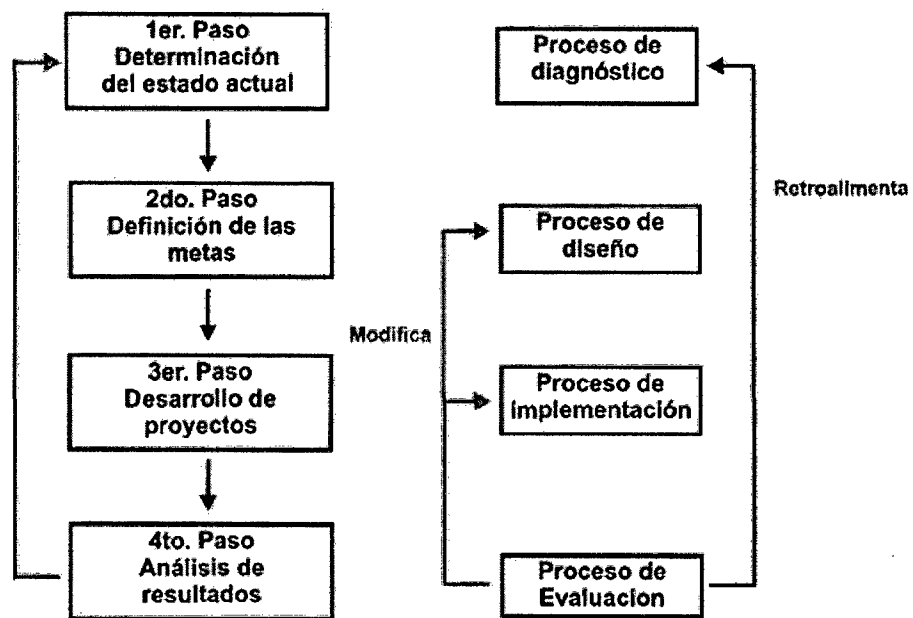 1er. Paso
Determinación
del estado actual
2do. Paso
Definición de las
metas
3er. Paso
Desarrollo de
proyectos
4to. Paso
Análisis de
resultados
Proceso de
diagnóstico
Retroalimenta
Proceso de
diseño
Modifica
Proceso de
implementación
Proceso de
Evaluacion